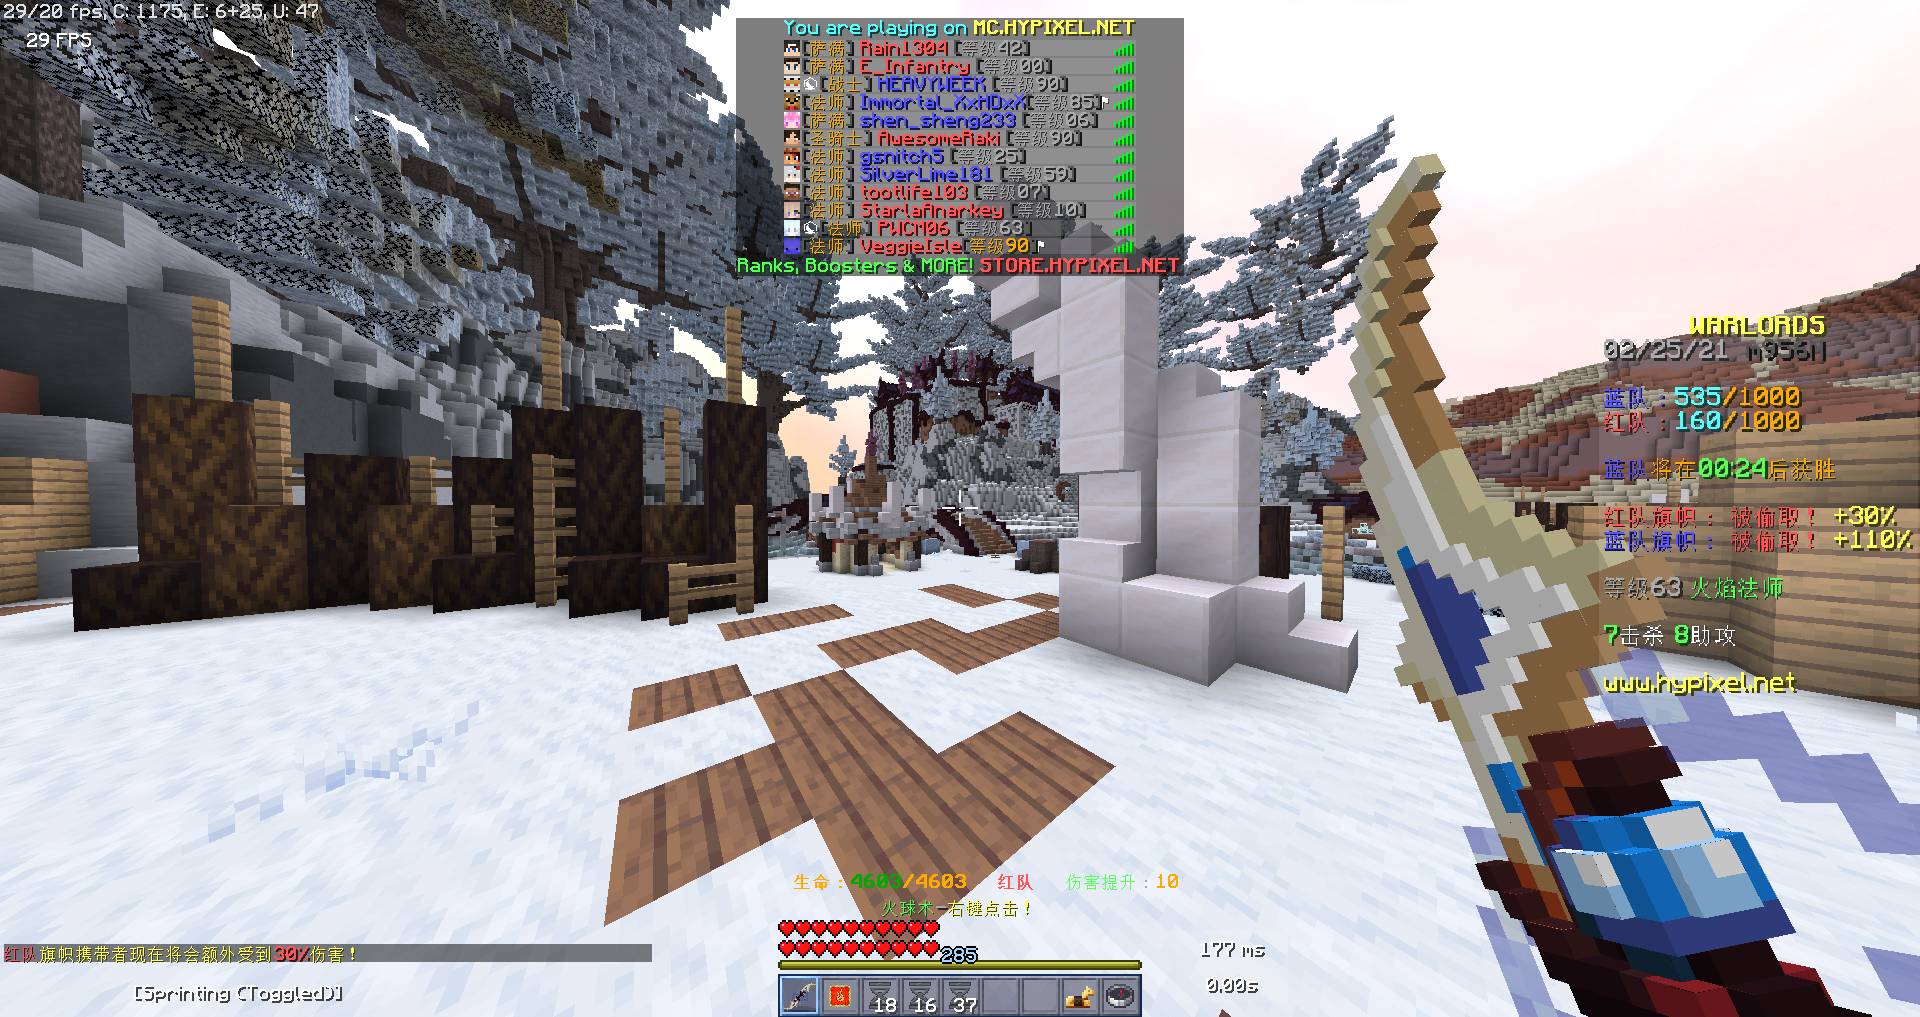 29/20 fps, C: 1175, E: 6+25, U: 47
29 FPS
You are playing on MC.HYPIXEL.NET
[萨满] Rain1304 [等级42]
[萨满] E_Infantry [等级00]
[战士] HEAVYWEEK [等级90]
[法师] Immortal_XxHDxX[等级85]
[萨满] shen_sheng233 [等级06]
[圣骑士] AwesomeRaki [等级90]
[法师] gsnitch5 [等级25]
[法师] SilverLime181 [等级59]
[法师] tootlife103 [等级07]
[法师] StarlaAnarkey [等级10]
[法师] PWCM06 [等级63]
[法师] VeggieIsle[等级90]
Ranks, Boosters & MORE! STORE.HYPIXEL.NET
WARLORDS
02/25/21 m956N
蓝队：535/1000
红队：160/1000
蓝队将在00:24后获胜
红队旗帜： 被偷取！ +30%
蓝队旗帜： 被偷取！ +110%
等级63 火焰法师
7击杀 8助攻
www.hypixel.net
生命：4603/4603 红队 伤害提升：10
火球术-右键点击！
285
红队旗帜携带者现在将会额外受到30%伤害！
[Sprinting (Toggled)]
177 ms
0.00s
18 16 37